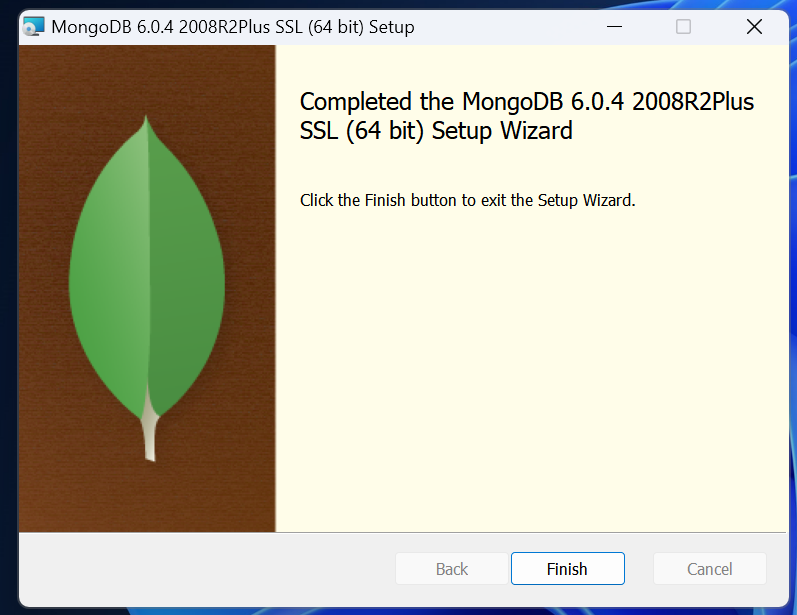 MongoDB 6.0.4 2008R2Plus SSL (64 bit) Setup
Completed the MongoDB 6.0.4 2008R2Plus
SSL (64 bit) Setup Wizard
Click the Finish button to exit the Setup Wizard.
Back
Finish
Cancel